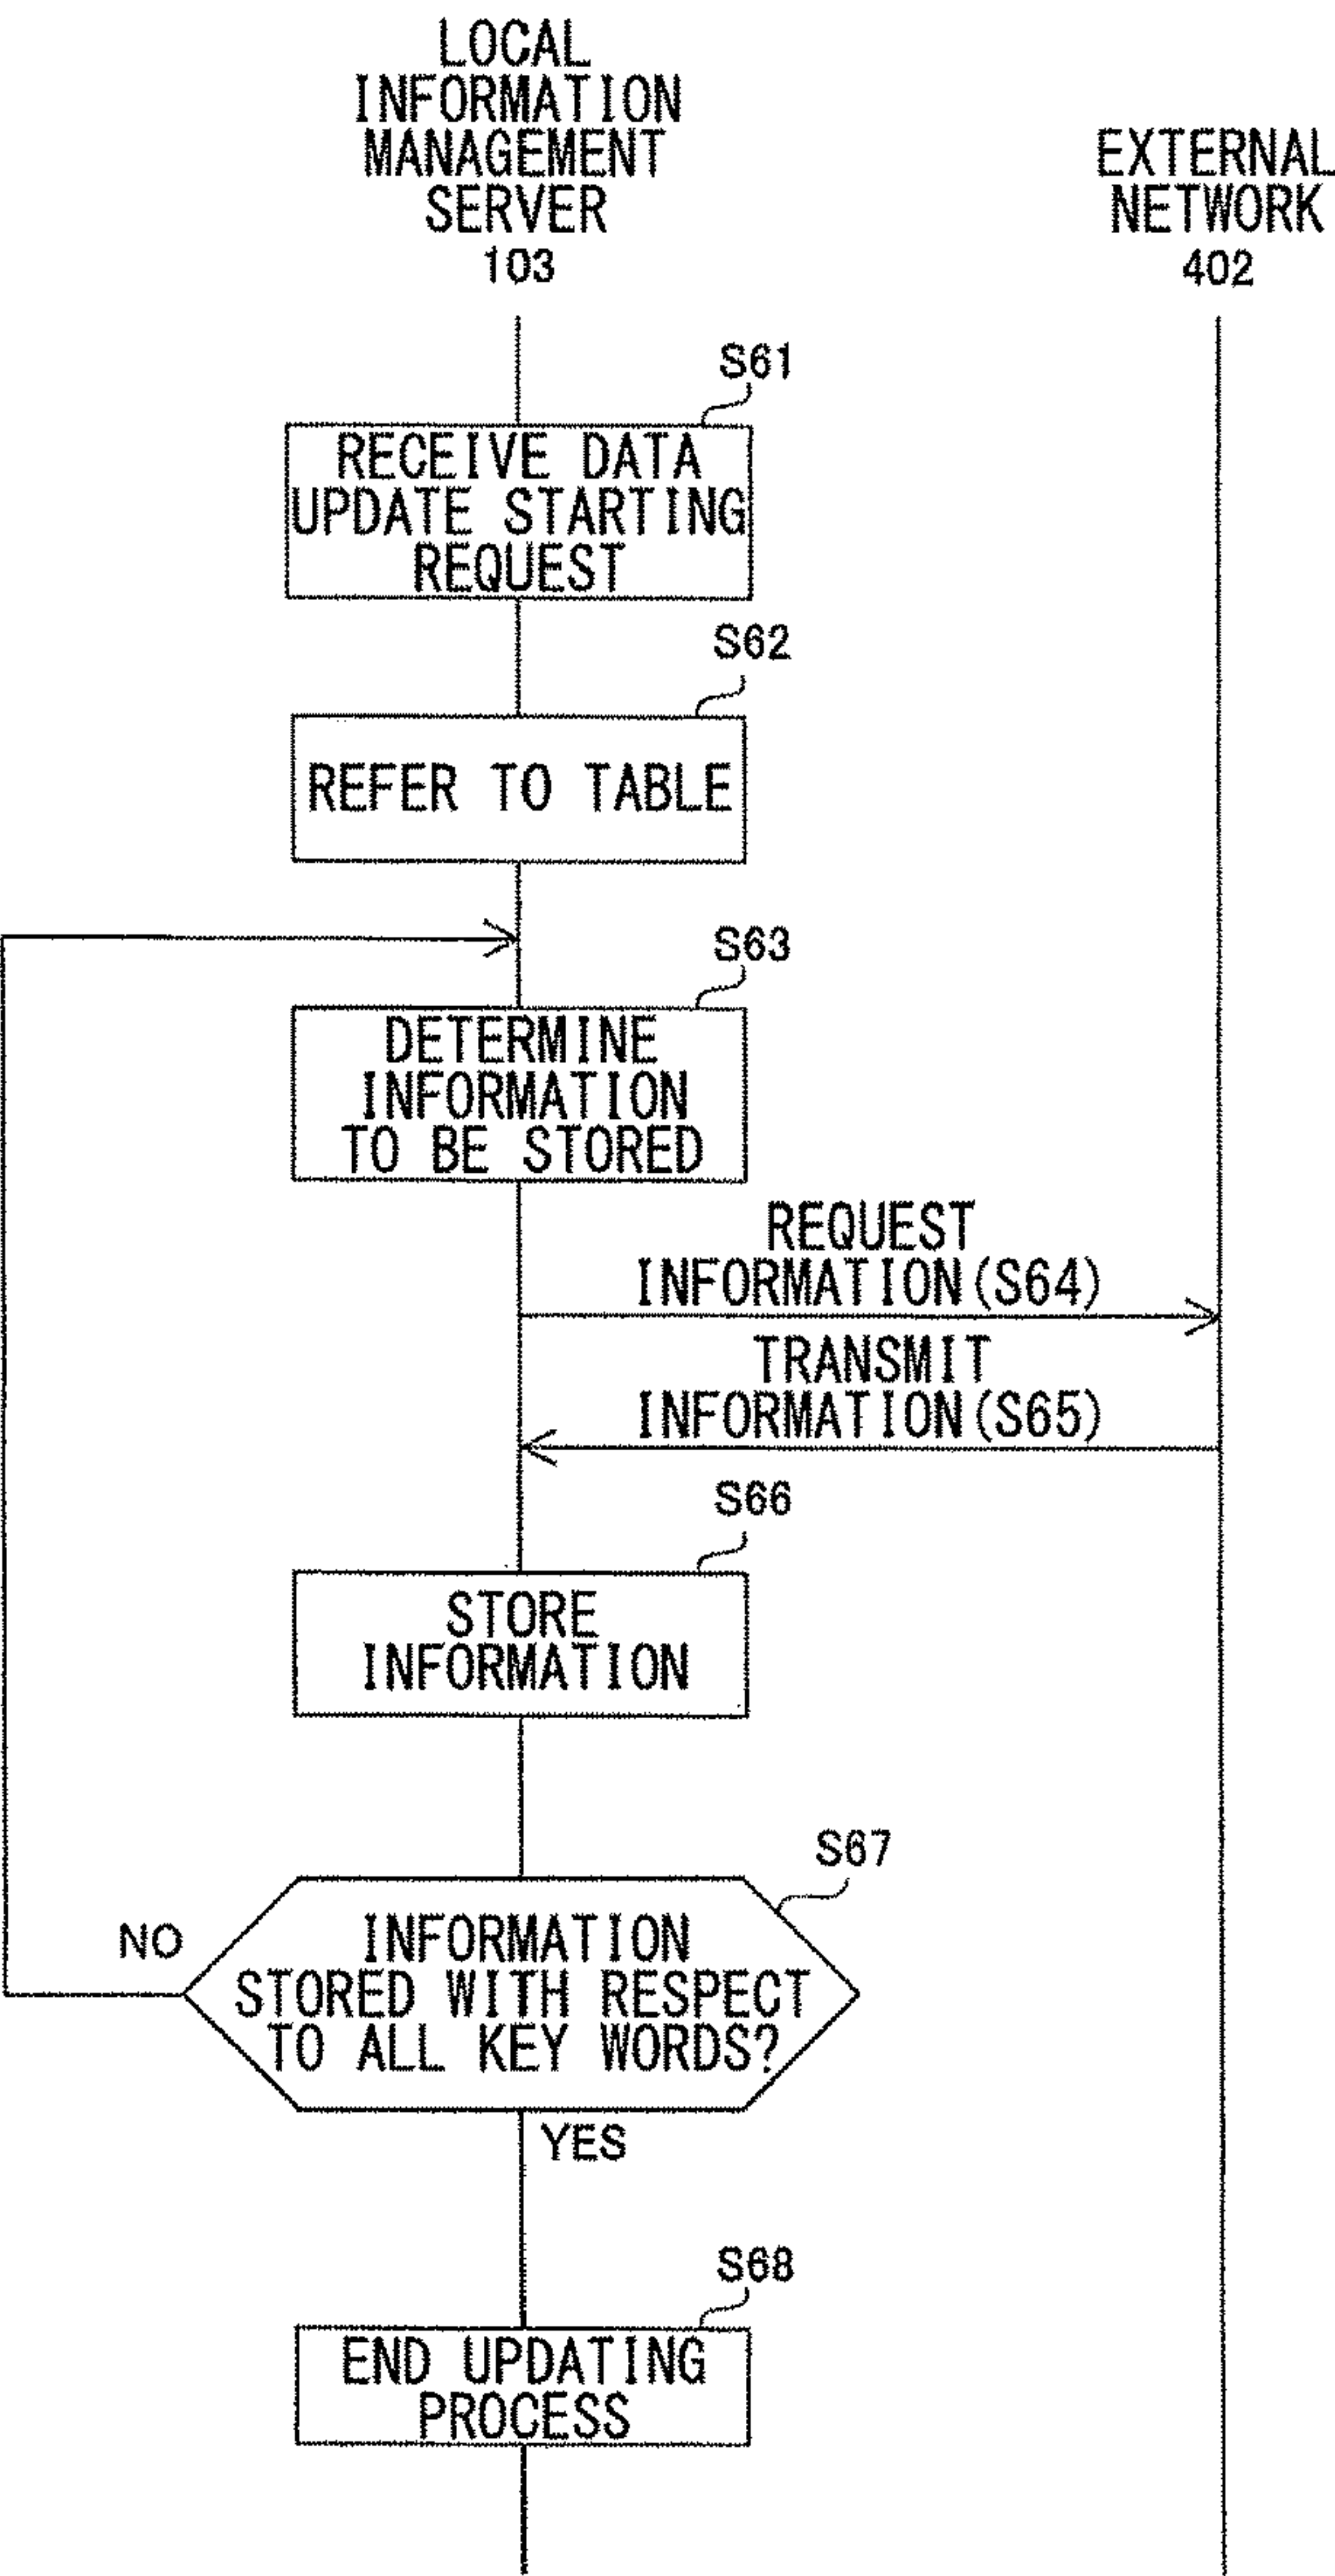 LOCAL
INFORMATION
MANAGEMENT
SERVER
103
EXTERNAL
NETWORK
402
S61
RECEIVE DATA
UPDATE STARTING
REQUEST
S62
REFER TO TABLE
S63
DETERMINE
INFORMATION
TO BE STORED
REQUEST
INFORMATION(S64)
TRANSMIT
INFORMATION(S65)
S66
STORE
INFORMATION
S67
NO
INFORMATION
STORED WITH RESPECT
TO ALL KEY WORDS?
YES
S68
END UPDATING
PROCESS